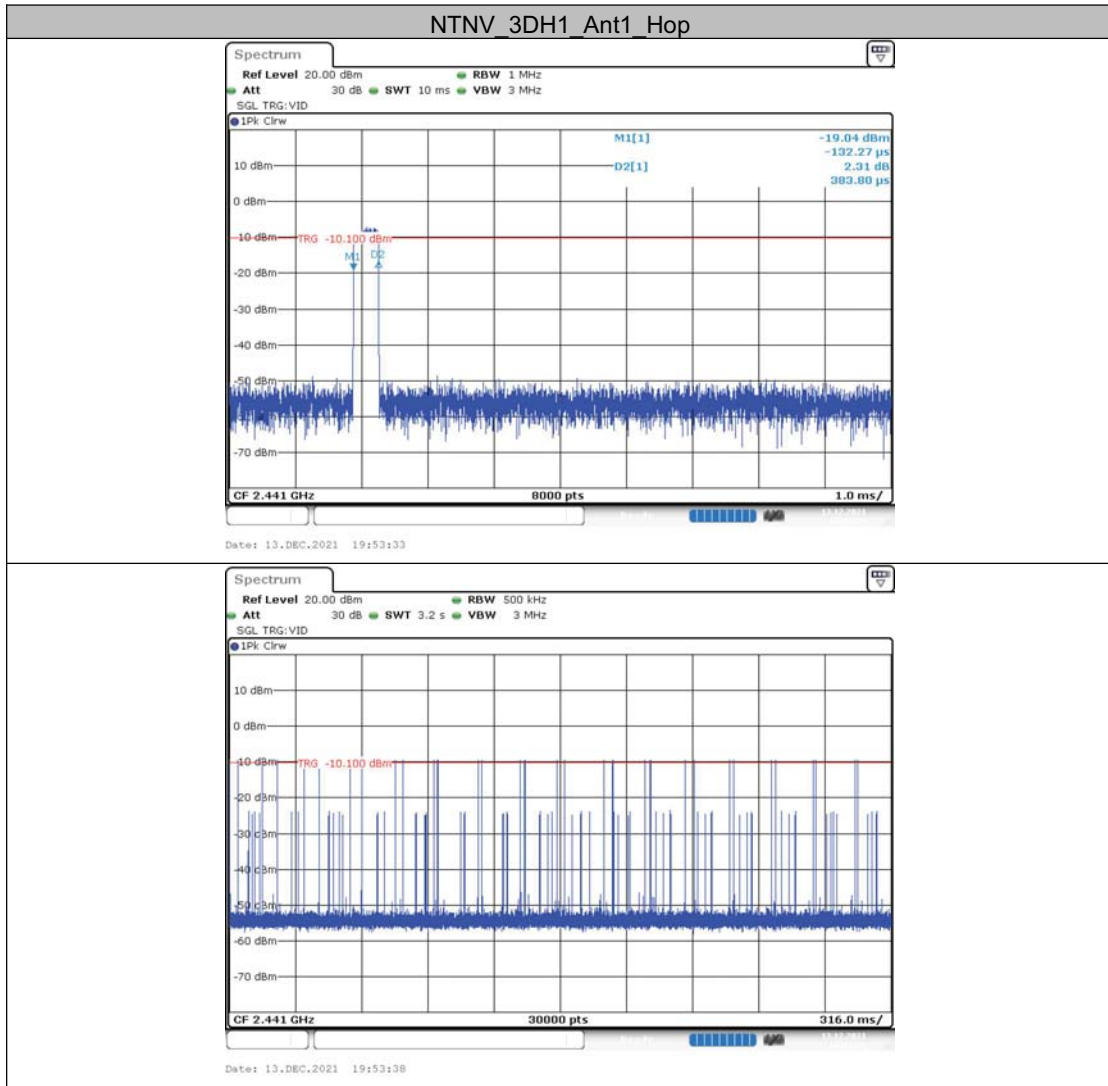 NTNV_3DH1_Ant1_Hop
Spectrum
Ref Level 20.00 dBm RBW 1 MHz
Att 30 dB SWT 10 ms VBW 3 MHz
SGL TRG:VID
1Pk Clrw
M1[1] -19.04 dBm
-132.27 µs
D2[1] 2.31 dB
383.80 µs
10 dBm
0 dBm
-10 dBm
TRG -10.100 dBm
M1 D2
-20 dBm
-30 dBm
-40 dBm
-50 dBm
-70 dBm
CF 2.441 GHz 8000 pts 1.0 ms/
Date: 13.DEC.2021 19:53:33
Spectrum
Ref Level 20.00 dBm RBW 500 kHz
Att 30 dB SWT 3.2 s VBW 3 MHz
SGL TRG:VID
1Pk Clrw
10 dBm
0 dBm
-10 dBm
TRG -10.100 dBm
-20 dBm
-30 dBm
-40 dBm
-50 dBm
-60 dBm
-70 dBm
CF 2.441 GHz 30000 pts 316.0 ms/
Date: 13.DEC.2021 19:53:38